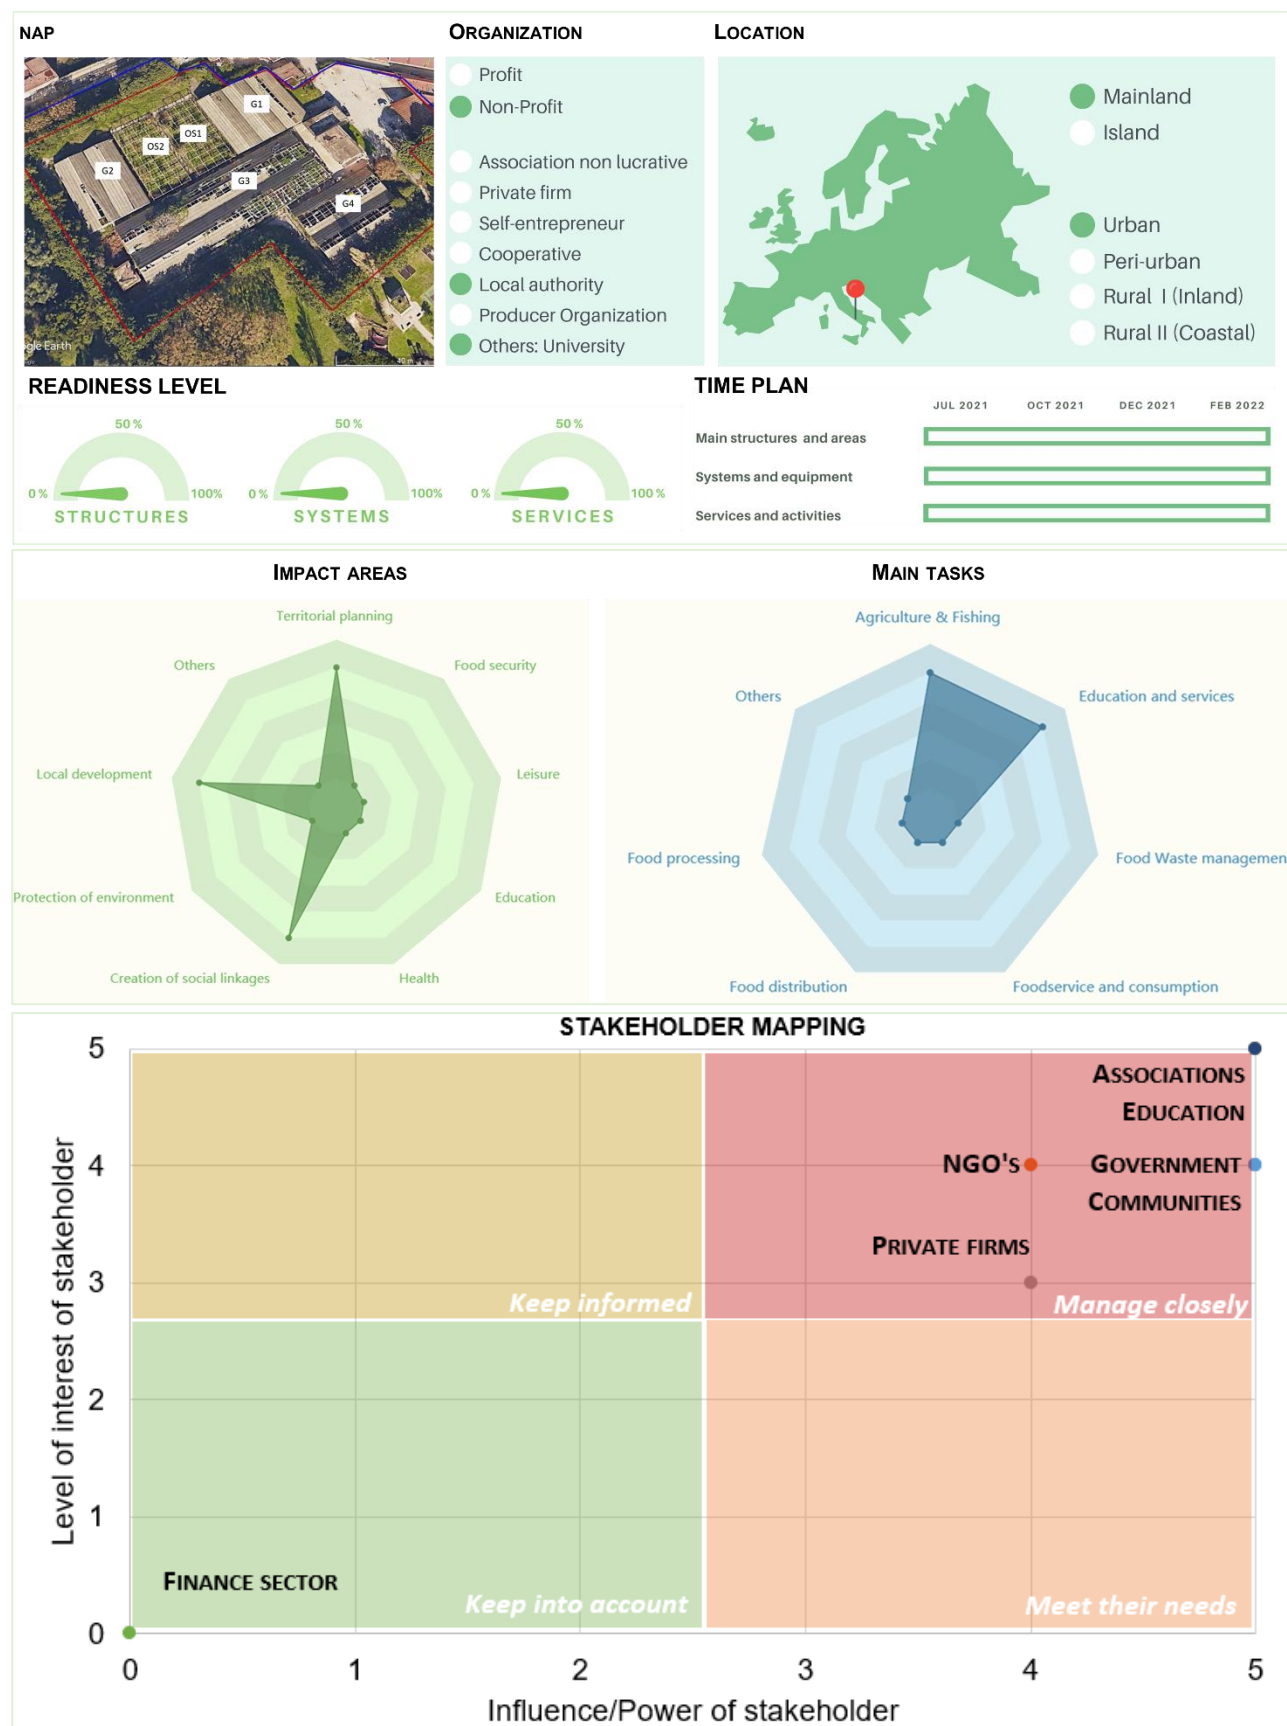 NAP
ORGANIZATION
LOCATION
G1
OS1
OS2
G2
G3
G4
gle Earth
40 m
Profit
Non-Profit
Association non lucrative
Private firm
Self-entrepreneur
Cooperative
Local authority
Producer Organization
Others: University
Mainland
Island
Urban
Peri-urban
Rural I (Inland)
Rural II (Coastal)
READINESS LEVEL
50 %
0 %
100%
STRUCTURES
50 %
0 %
100%
SYSTEMS
50 %
0 %
100 %
SERVICES
TIME PLAN
JUL 2021 OCT 2021 DEC 2021 FEB 2022
Main structures and areas
Systems and equipment
Services and activities
IMPACT AREAS
Territorial planning
Others
Food security
Local development
Leisure
Protection of environment
Education
Creation of social linkages
Health
MAIN TASKS
Agriculture & Fishing
Others
Education and services
Food processing
Food Waste managemen
Food distribution
Foodservice and consumption
STAKEHOLDER MAPPING
5
ASSOCIATIONS
EDUCATION
4
NGO'S
GOVERNMENT
COMMUNITIES
PRIVATE FIRMS
3
Keep informed
Manage closely
2
1
FINANCE SECTOR
Keep into account
Meet their needs
0
0 1 2 3 4 5
Level of interest of stakeholder
Influence/Power of stakeholder